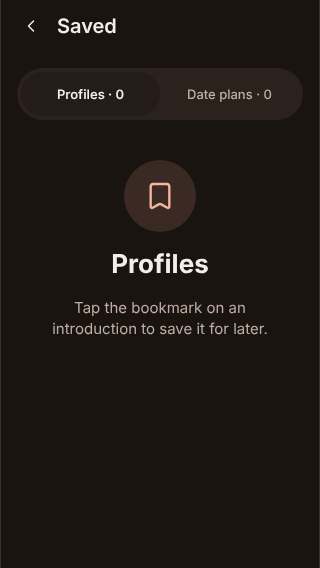 Saved
Profiles · 0
Date plans · 0
Profiles
Tap the bookmark on an
introduction to save it for later.